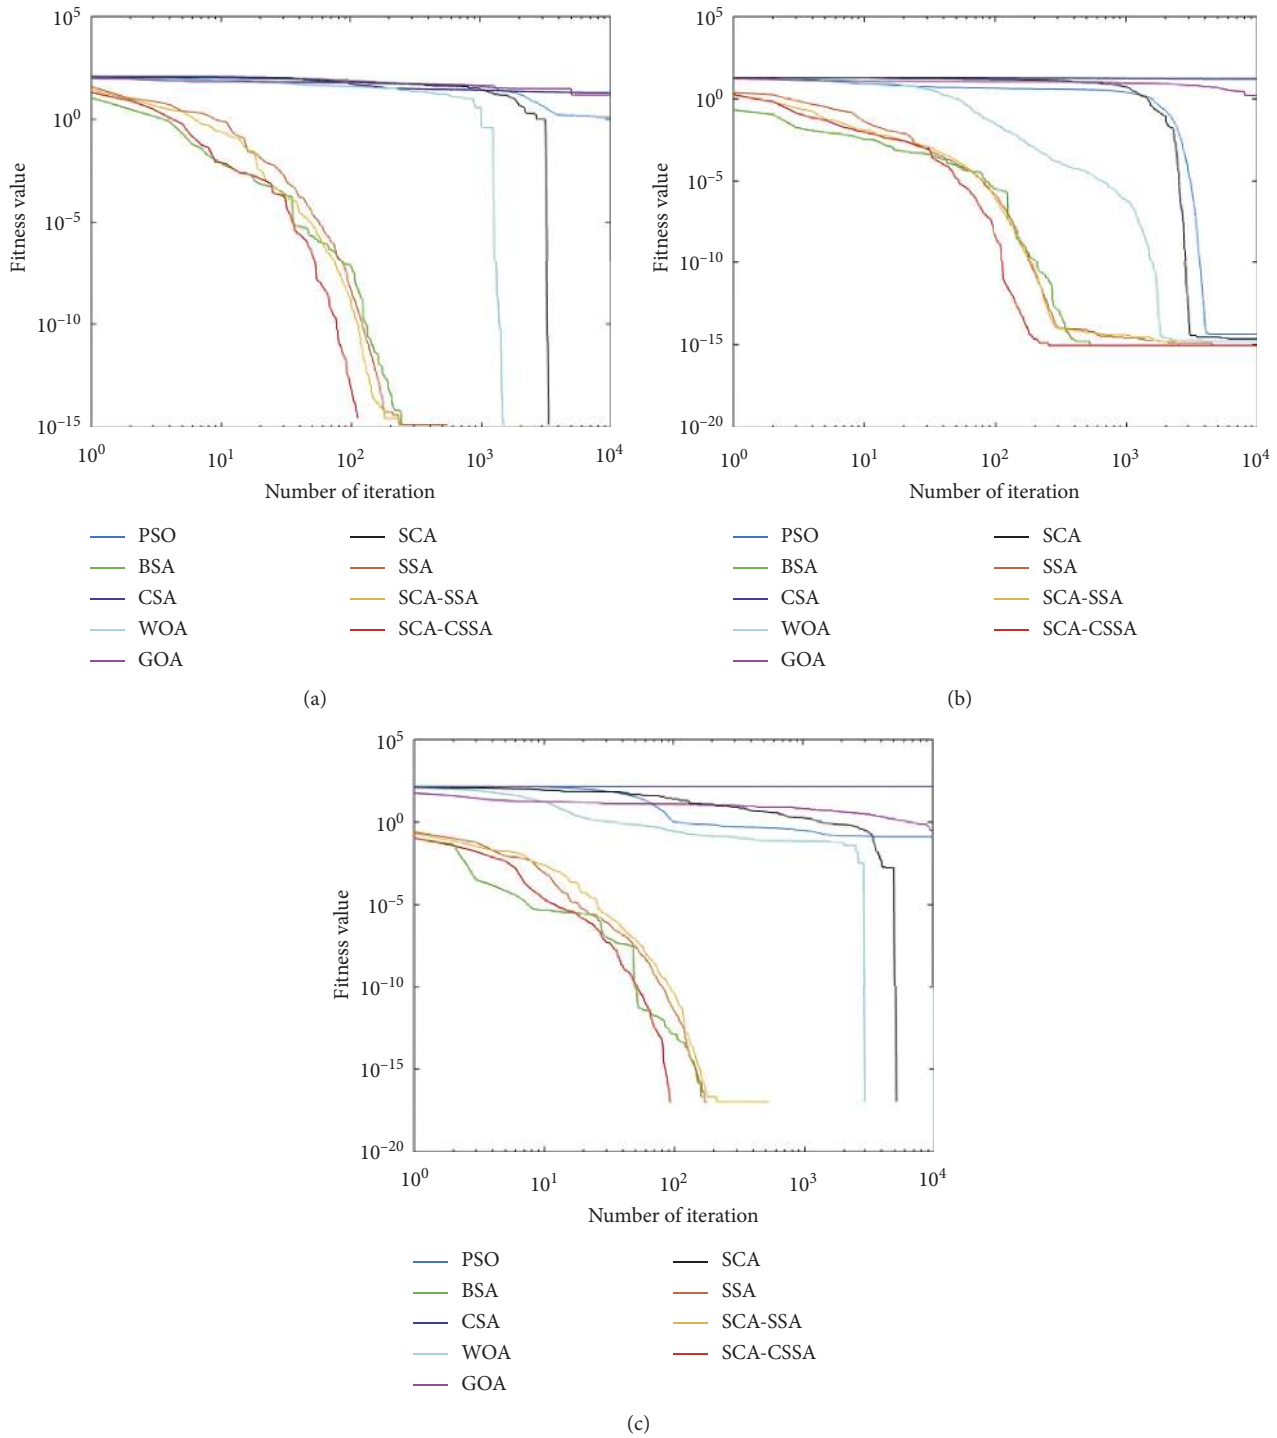 10^5
10^0
10^−5
10^−10
10^−15
Fitness value
10^0
10^1
10^2
10^3
10^4
Number of iteration
PSO
BSA
CSA
WOA
GOA
SCA
SSA
SCA-SSA
SCA-CSSA
(a)
10^5
10^0
10^−5
10^−10
10^−15
10^−20
Fitness value
10^0
10^1
10^2
10^3
10^4
Number of iteration
PSO
BSA
CSA
WOA
GOA
SCA
SSA
SCA-SSA
SCA-CSSA
(b)
10^5
10^0
10^−5
10^−10
10^−15
10^−20
Fitness value
10^0
10^1
10^2
10^3
10^4
Number of iteration
PSO
BSA
CSA
WOA
GOA
SCA
SSA
SCA-SSA
SCA-CSSA
(c)